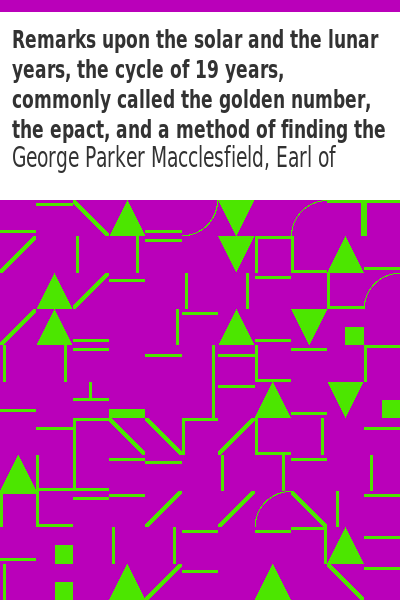 Remarks upon the solar and the lunar
years, the cycle of 19 years,
commonly called the golden number,
the epact, and a method of finding the
George Parker Macclesfield, Earl of